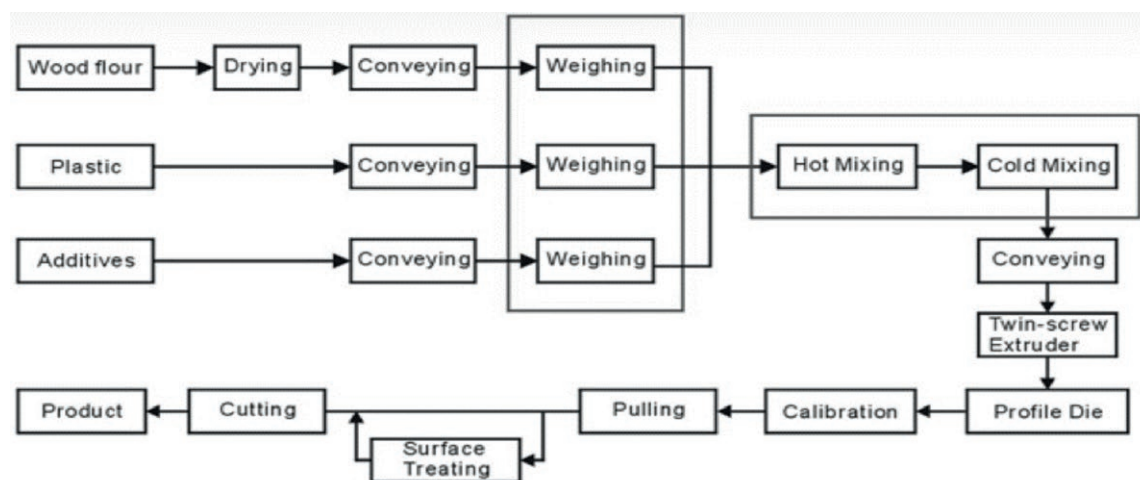 Wood flour
Drying
Conveying
Weighing
Plastic
Conveying
Weighing
Hot Mixing
Cold Mixing
Additives
Conveying
Weighing
Conveying
Twin-screw
Extruder
Product
Cutting
Pulling
Calibration
Profile Die
Surface
Treating